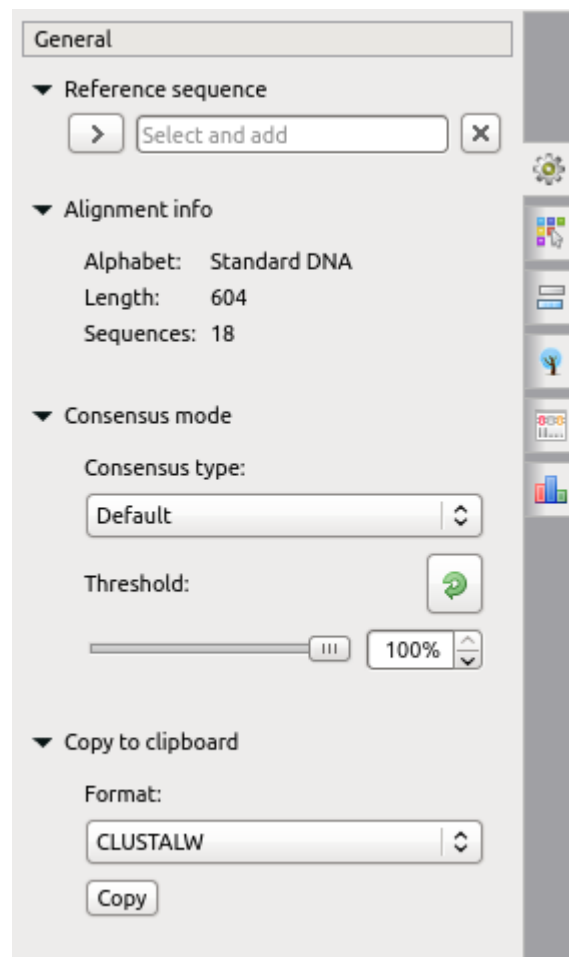 General
Reference sequence
Select and add
Alignment info
Alphabet: Standard DNA
Length: 604
Sequences: 18
Consensus mode
Consensus type:
Default
Threshold:
100%
Copy to clipboard
Format:
CLUSTALW
Copy